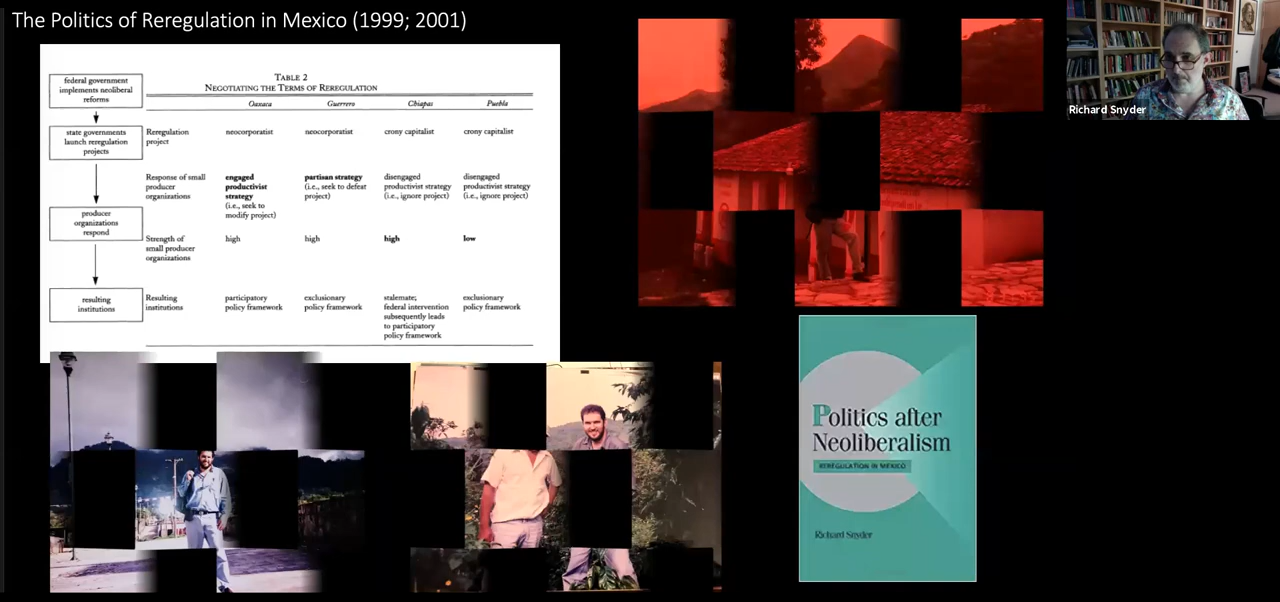 The Politics of Reregulation in Mexico (1999; 2001)
TABLE 2
NEGOTIATING THE TERMS OF REREGULATION
Oaxaca Guerrero Chiapas Puebla
federal government
implements neoliberal
reforms
state governments
launch reregulation
projects
producer
organizations
respond
resulting
institutions
Reregulation
project
neocorporatist
neocorporatist
crony capitalist
crony capitalist
Response of small
producer
organizations
engaged
productivist
strategy
(i.e., seek to
modify project)
partisan strategy
(i.e., seek to defeat
project)
disengaged
productivist strategy
(i.e., ignore project)
disengaged
productivist strategy
(i.e., ignore project)
Strength of
small producer
organizations
high
high
high
low
Resulting
institutions
participatory
policy framework
exclusionary
policy framework
stalemate;
federal intervention
subsequently leads
to participatory
policy framework
exclusionary
policy framework
Richard Snyder
Politics after
Neoliberalism
REREGULATION IN MEXICO
Richard Snyder